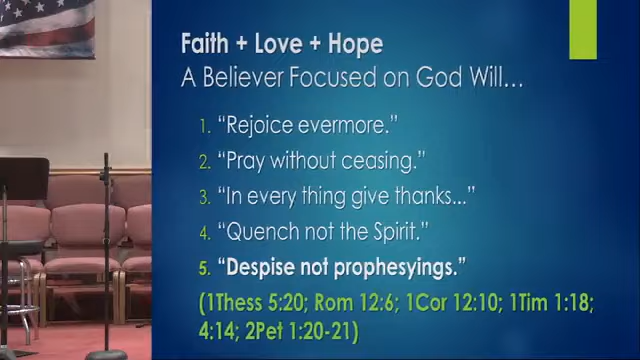 Faith + Love + Hope
A Believer Focused on God Will...
1. "Rejoice evermore."
2. "Pray without ceasing."
3. "In every thing give thanks..."
4. "Quench not the Spirit."
5. "Despise not prophesyings."
(1Thess 5:20; Rom 12:6; 1Cor 12:10; 1Tim 1:18;
4:14; 2Pet 1:20-21)